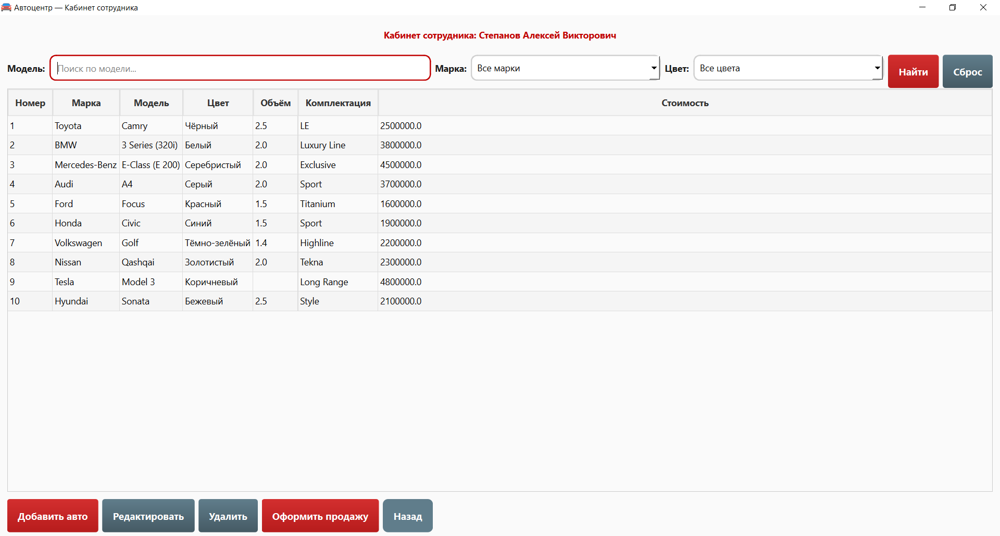 Автоцентр — Кабинет сотрудника
Кабинет сотрудника: Степанов Алексей Викторович
Модель: Поиск по модели... Марка: Все марки Цвет: Все цвета Найти Сброс
Номер Марка Модель Цвет Объём Комплектация Стоимость
1 Toyota Camry Чёрный 2.5 LE 2500000.0
2 BMW 3 Series (320i) Белый 2.0 Luxury Line 3800000.0
3 Mercedes-Benz E-Class (E 200) Серебристый 2.0 Exclusive 4500000.0
4 Audi A4 Серый 2.0 Sport 3700000.0
5 Ford Focus Красный 1.5 Titanium 1600000.0
6 Honda Civic Синий 1.5 Sport 1900000.0
7 Volkswagen Golf Тёмно-зелёный 1.4 Highline 2200000.0
8 Nissan Qashqai Золотистый 2.0 Tekna 2300000.0
9 Tesla Model 3 Коричневый Long Range 4800000.0
10 Hyundai Sonata Бежевый 2.5 Style 2100000.0
Добавить авто Редактировать Удалить Оформить продажу Назад